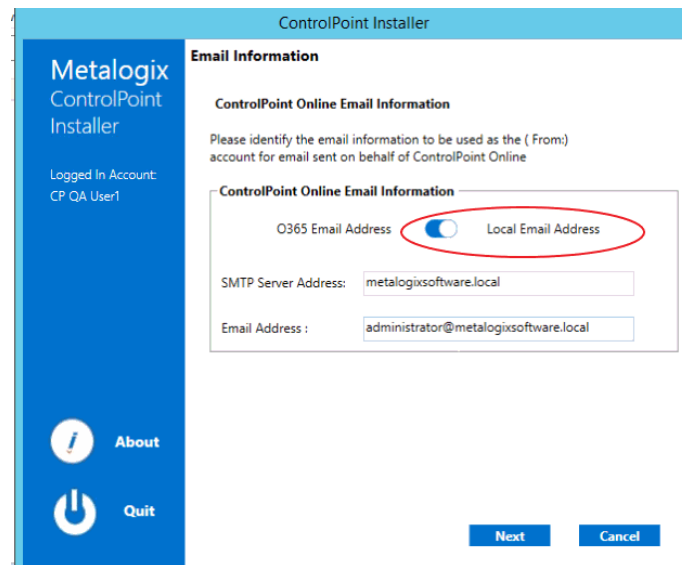 ControlPoint Installer
Metalogix
ControlPoint
Installer
Logged In Account:
CP QA User1
About
Quit
Email Information
ControlPoint Online Email Information
Please identify the email information to be used as the ( From:)
account for email sent on behalf of ControlPoint Online
ControlPoint Online Email Information
O365 Email Address Local Email Address
SMTP Server Address: metalogixsoftware.local
Email Address : administrator@metalogixsoftware.local
Next Cancel